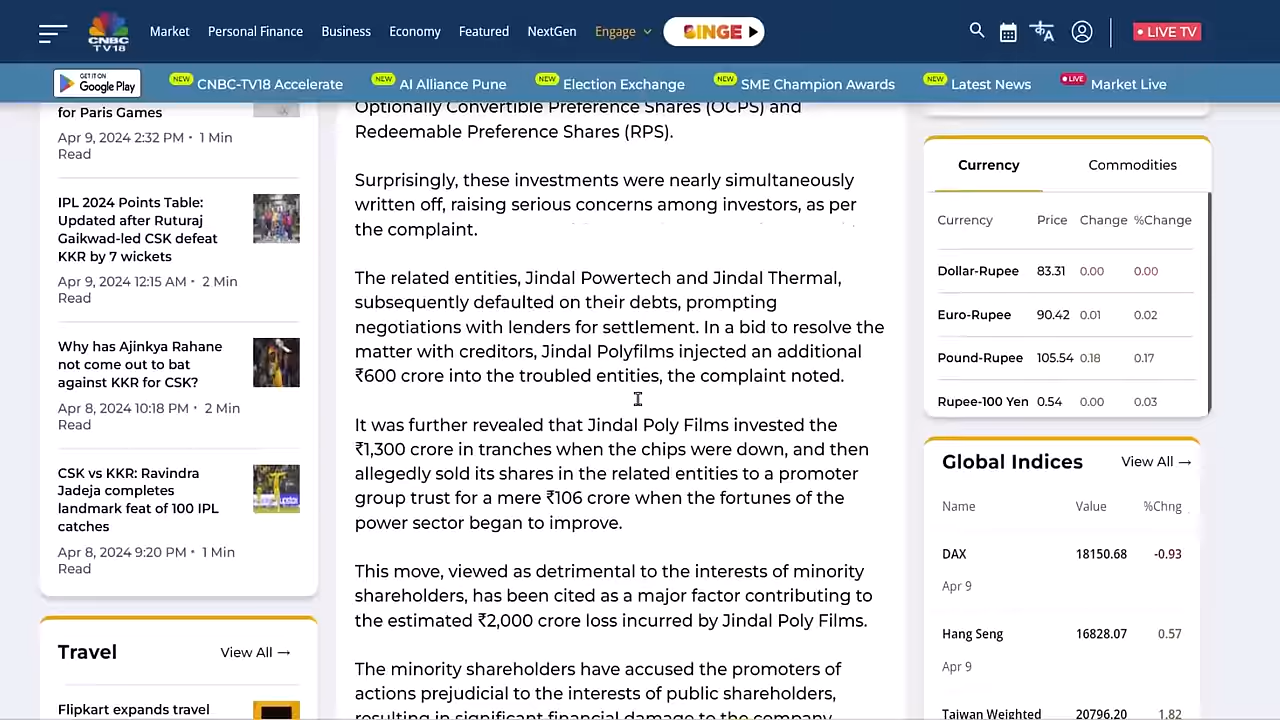 CNBC
TV18
Market
Personal Finance
Business
Economy
Featured
NextGen
Engage
BINGE
LIVE TV
GET IT ON
Google Play
NEW
CNBC-TV18 Accelerate
NEW
AI Alliance Pune
NEW
Election Exchange
NEW
SME Champion Awards
NEW
Latest News
LIVE
Market Live
for Paris Games
Apr 9, 2024 2:32 PM • 1 Min
Read
IPL 2024 Points Table:
Updated after Ruturaj
Gaikwad-led CSK defeat
KKR by 7 wickets
Apr 9, 2024 12:15 AM • 2 Min
Read
Why has Ajinkya Rahane
not come out to bat
against KKR for CSK?
Apr 8, 2024 10:18 PM • 2 Min
Read
CSK vs KKR: Ravindra
Jadeja completes
landmark feat of 100 IPL
catches
Apr 8, 2024 9:20 PM • 1 Min
Read
Travel
View All →
Flipkart expands travel
Optionally Convertible Preference Shares (OCPS) and
Redeemable Preference Shares (RPS).
Surprisingly, these investments were nearly simultaneously
written off, raising serious concerns among investors, as per
the complaint.
The related entities, Jindal Powertech and Jindal Thermal,
subsequently defaulted on their debts, prompting
negotiations with lenders for settlement. In a bid to resolve the
matter with creditors, Jindal Polyfilms injected an additional
₹600 crore into the troubled entities, the complaint noted.
It was further revealed that Jindal Poly Films invested the
₹1,300 crore in tranches when the chips were down, and then
allegedly sold its shares in the related entities to a promoter
group trust for a mere ₹106 crore when the fortunes of the
power sector began to improve.
This move, viewed as detrimental to the interests of minority
shareholders, has been cited as a major factor contributing to
the estimated ₹2,000 crore loss incurred by Jindal Poly Films.
The minority shareholders have accused the promoters of
actions prejudicial to the interests of public shareholders,
resulting in significant financial damage to the company
Currency
Commodities
Currency Price Change %Change
Dollar-Rupee 83.31 0.00 0.00
Euro-Rupee 90.42 0.01 0.02
Pound-Rupee 105.54 0.18 0.17
Rupee-100 Yen 0.54 0.00 0.03
Global Indices
View All →
Name Value %Chng
DAX 18150.68 -0.93
Apr 9
Hang Seng 16828.07 0.57
Apr 9
Taiwan Weighted 20796.20 1.82